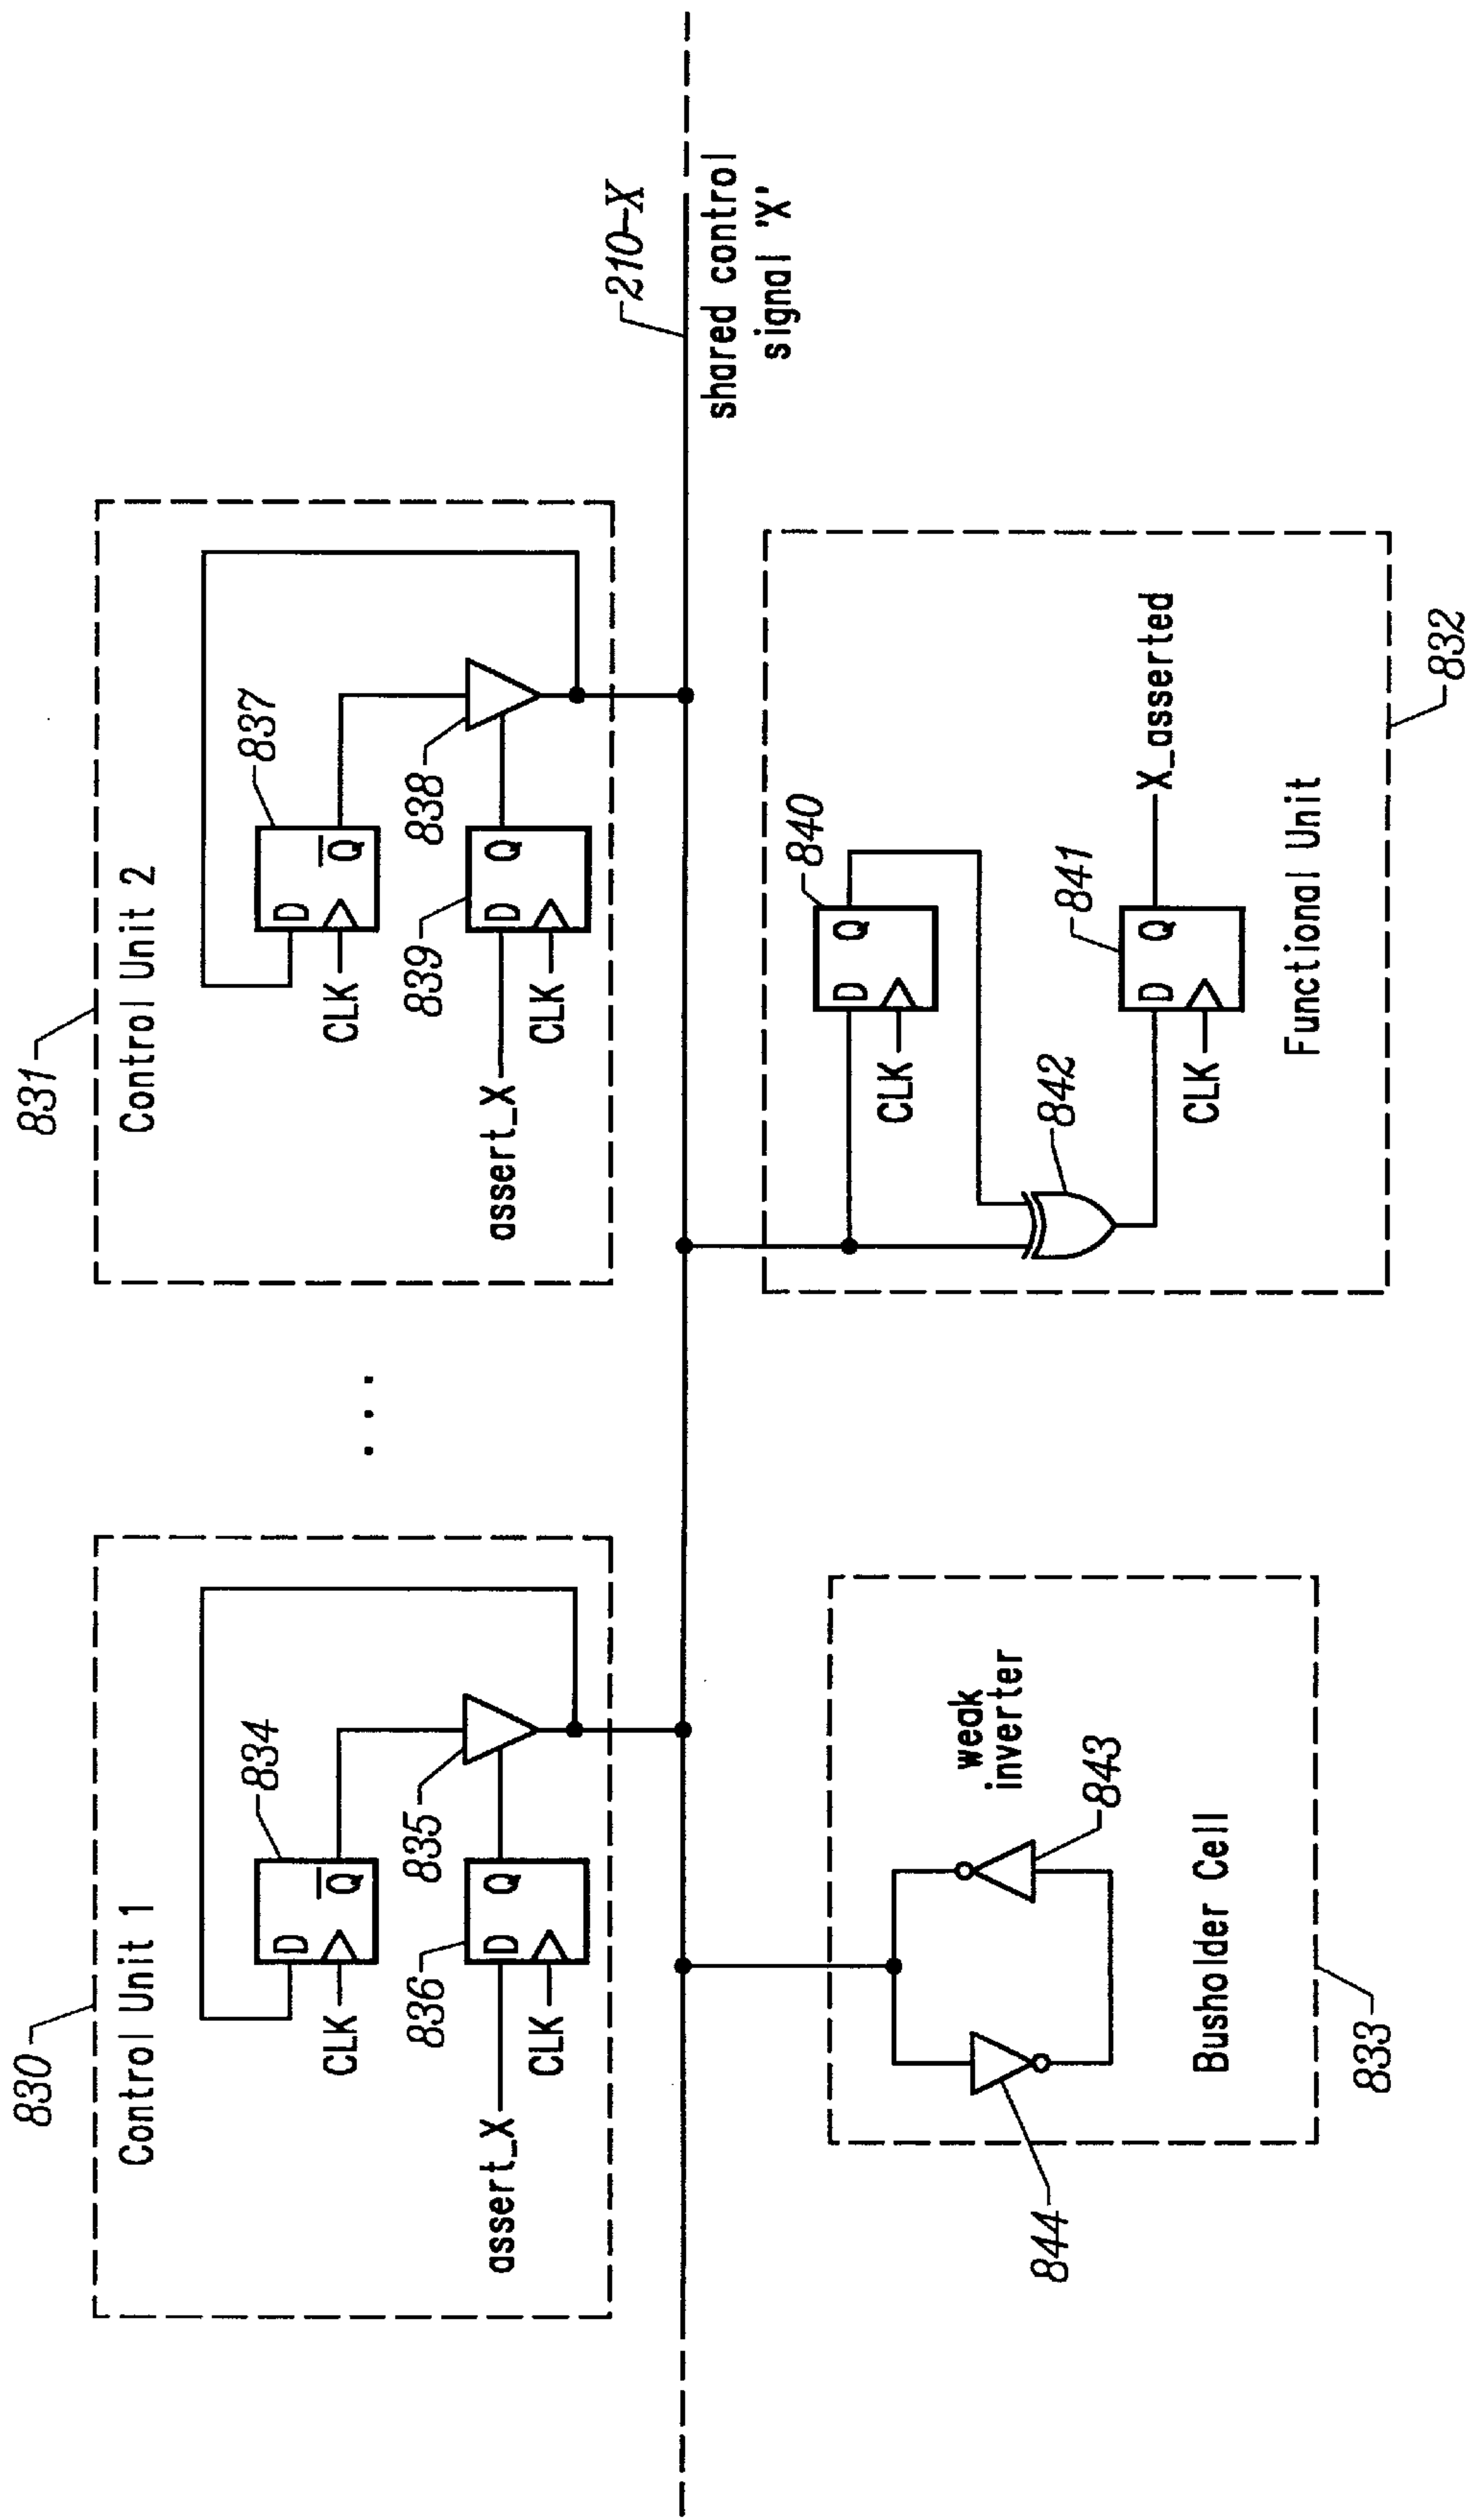 831
Control Unit 2
D
Q
837
CLK
838
D
Q
839
CLK
assert_X
210-X
shared control
signal 'X'
830
Control Unit 1
D
Q
834
CLK
835
D
Q
836
CLK
assert_X
. . .
840
D
Q
CLK
842
841
D
Q
CLK
X_asserted
Functional Unit
832
weak
inverter
843
844
Busholder Cell
833